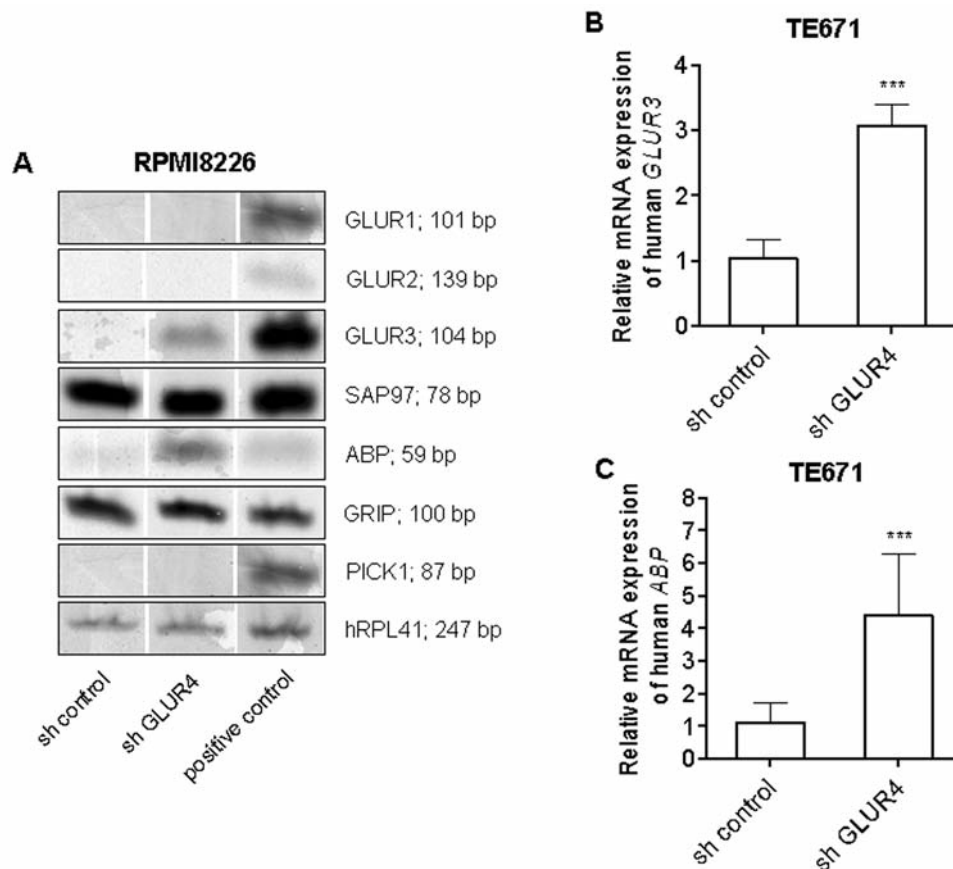 A
RPMI8226
GLUR1; 101 bp
GLUR2; 139 bp
GLUR3; 104 bp
SAP97; 78 bp
ABP; 59 bp
GRIP; 100 bp
PICK1; 87 bp
hRPL41; 247 bp
sh control
sh GLUR4
positive control
B
TE671
Relative mRNA expression
of human GLUR3
4
3
2
1
0
***
sh control
sh GLUR4
C
TE671
Relative mRNA expression
of human ABP
8
7
6
5
4
3
2
1
0
***
sh control
sh GLUR4